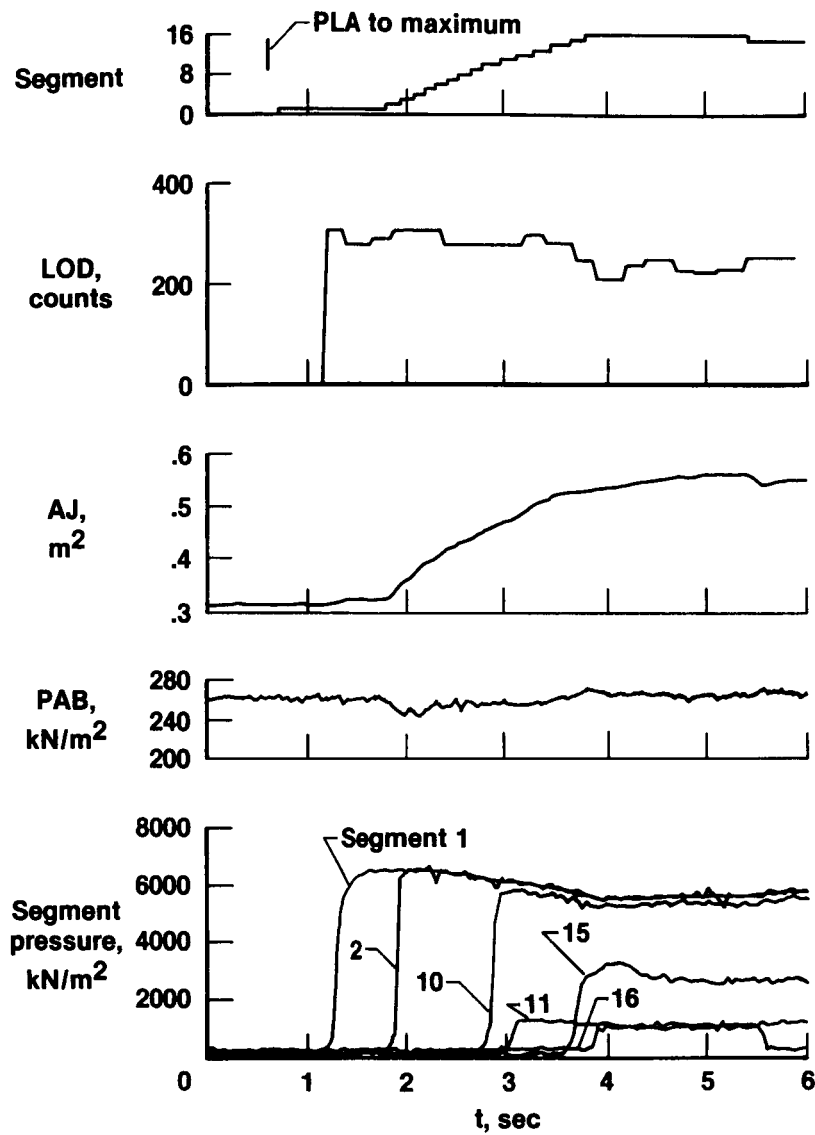 PLA to maximum
16
Segment
8
0
400
LOD,
counts
200
0
.6
AJ,
m2
.5
.4
.3
PAB,
kN/m2
280
240
200
8000
Segment 1
6000
Segment
pressure,
kN/m2
4000
2
15
10
2000
11
16
0 1 2 3 4 5 6
t, sec